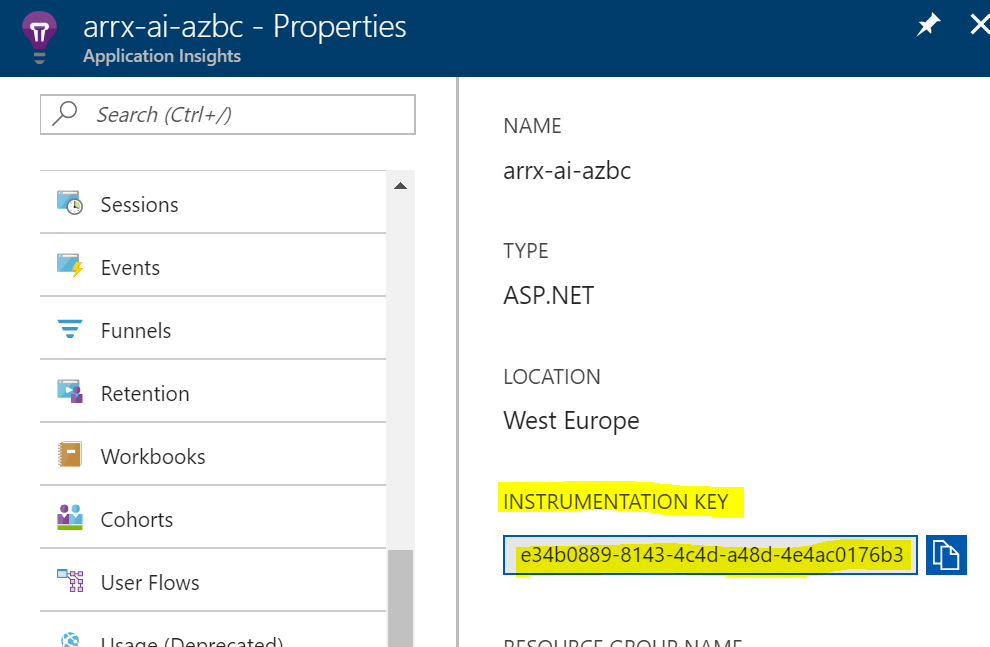 arrx-ai-azbc - Properties
Application Insights
Search (Ctrl+/)
Sessions
Events
Funnels
Retention
Workbooks
Cohorts
User Flows
Usage (Deprecated)
NAME
arrx-ai-azbc
TYPE
ASP.NET
LOCATION
West Europe
INSTRUMENTATION KEY
e34b0889-8143-4c4d-a48d-4e4ac0176b3
RESOURCE GROUP NAME